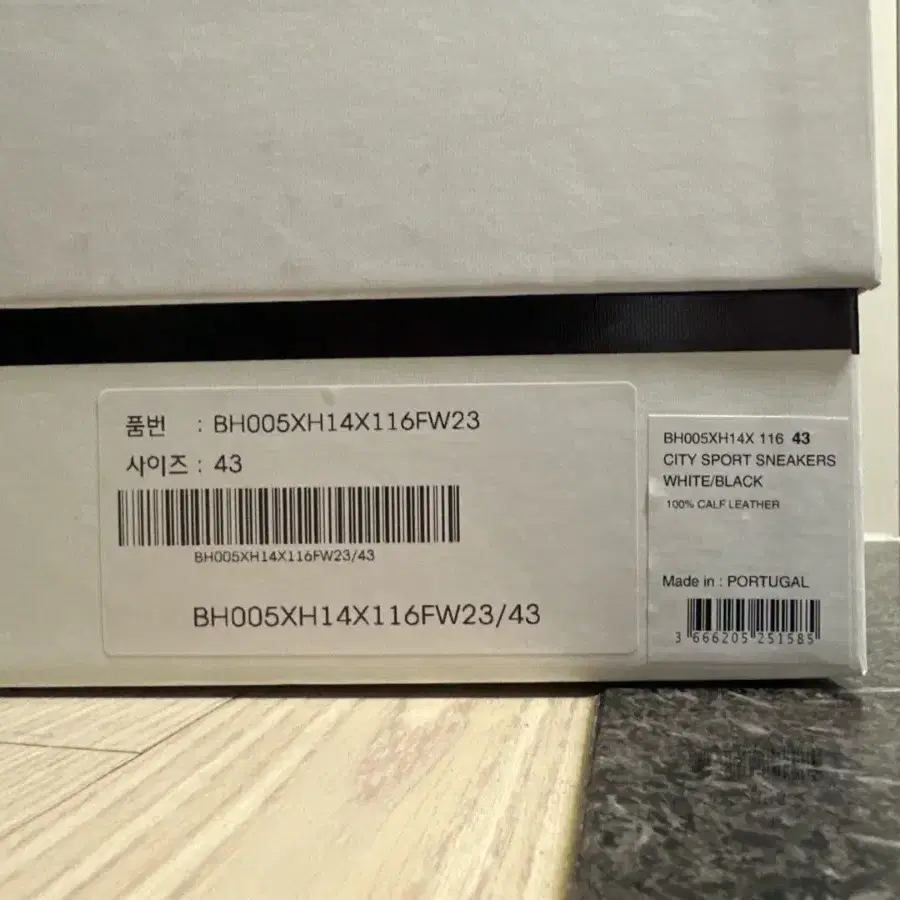 품번 : BH005XH14X116FW23
사이즈 : 43
BH005XH14X116FW23/43
BH005XH14X116FW23/43
BH005XH14X 116 43
CITY SPORT SNEAKERS
WHITE/BLACK
100% CALF LEATHER
Made in : PORTUGAL
3 666205 251585